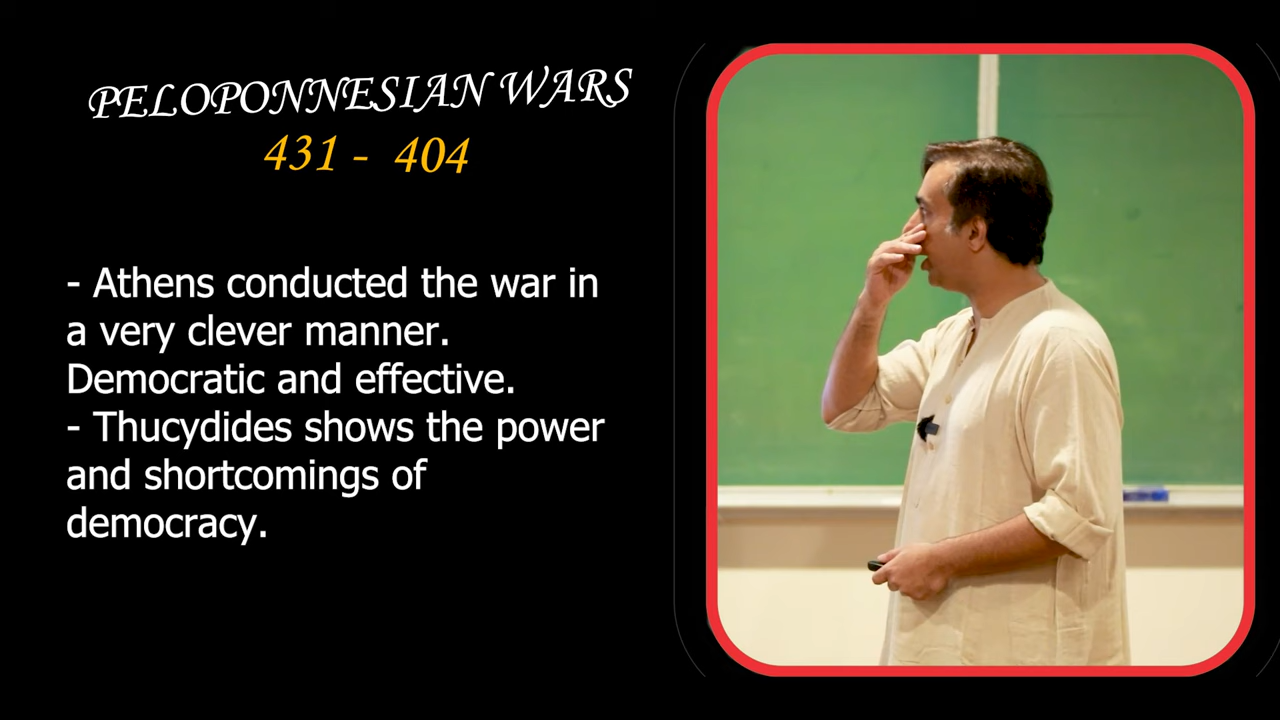 PELOPONNESIAN WARS
431 - 404
- Athens conducted the war in
a very clever manner.
Democratic and effective.
- Thucydides shows the power
and shortcomings of
democracy.